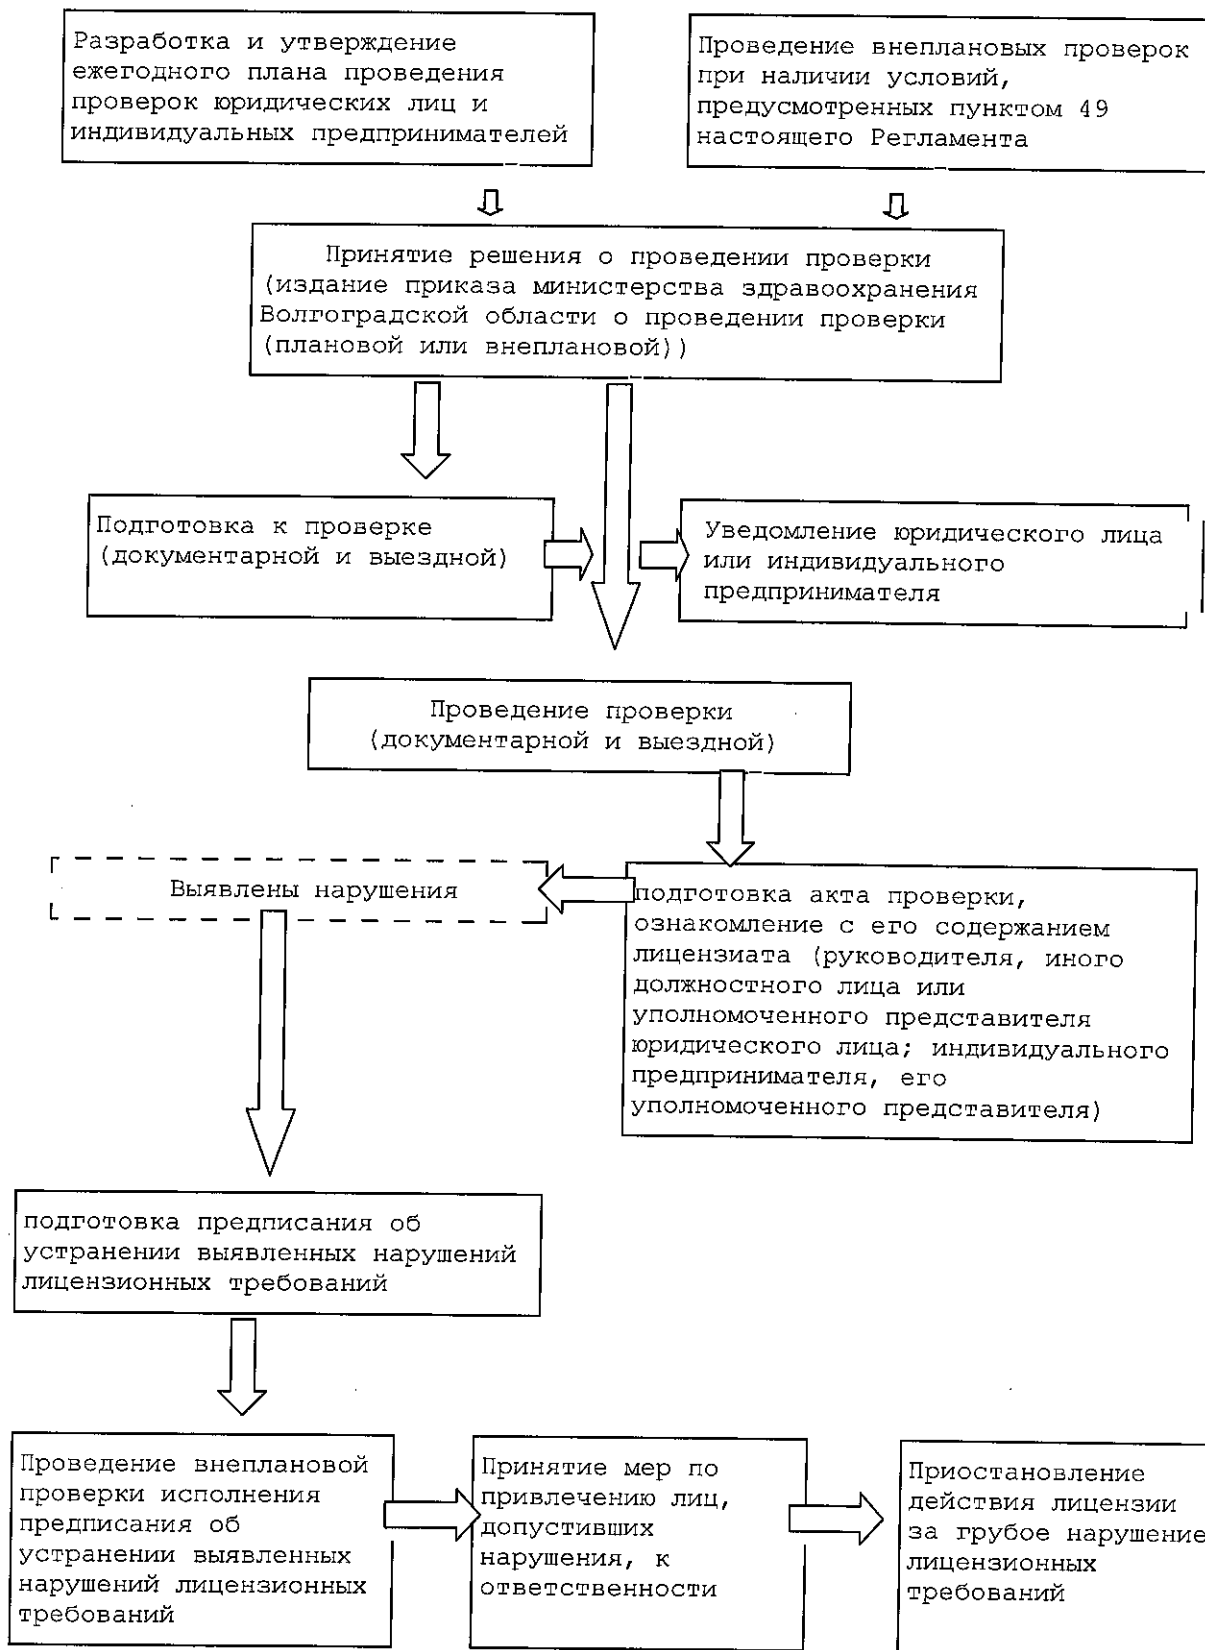 Разработка и утверждение
ежегодного плана проведения
проверок юридических лиц и
индивидуальных предпринимателей
Проведение внеплановых проверок
при наличии условий,
предусмотренных пунктом 49
настоящего Регламента
Принятие решения о проведении проверки
(издание приказа министерства здравоохранения
Волгоградской области о проведении проверки
(плановой или внеплановой))
Подготовка к проверке
(документарной и выездной)
Уведомление юридического лица
или индивидуального
предпринимателя
Проведение проверки
(документарной и выездной)
Выявлены нарушения
подготовка акта проверки,
ознакомление с его содержанием
лицензиата (руководителя, иного
должностного лица или
уполномоченного представителя
юридического лица; индивидуального
предпринимателя, его
уполномоченного представителя)
подготовка предписания об
устранении выявленных нарушений
лицензионных требований
Проведение внеплановой
проверки исполнения
предписания об
устранении выявленных
нарушений лицензионных
требований
Принятие мер по
привлечению лиц,
допустивших
нарушения, к
ответственности
Приостановление
действия лицензии
за грубое нарушение
лицензионных
требований